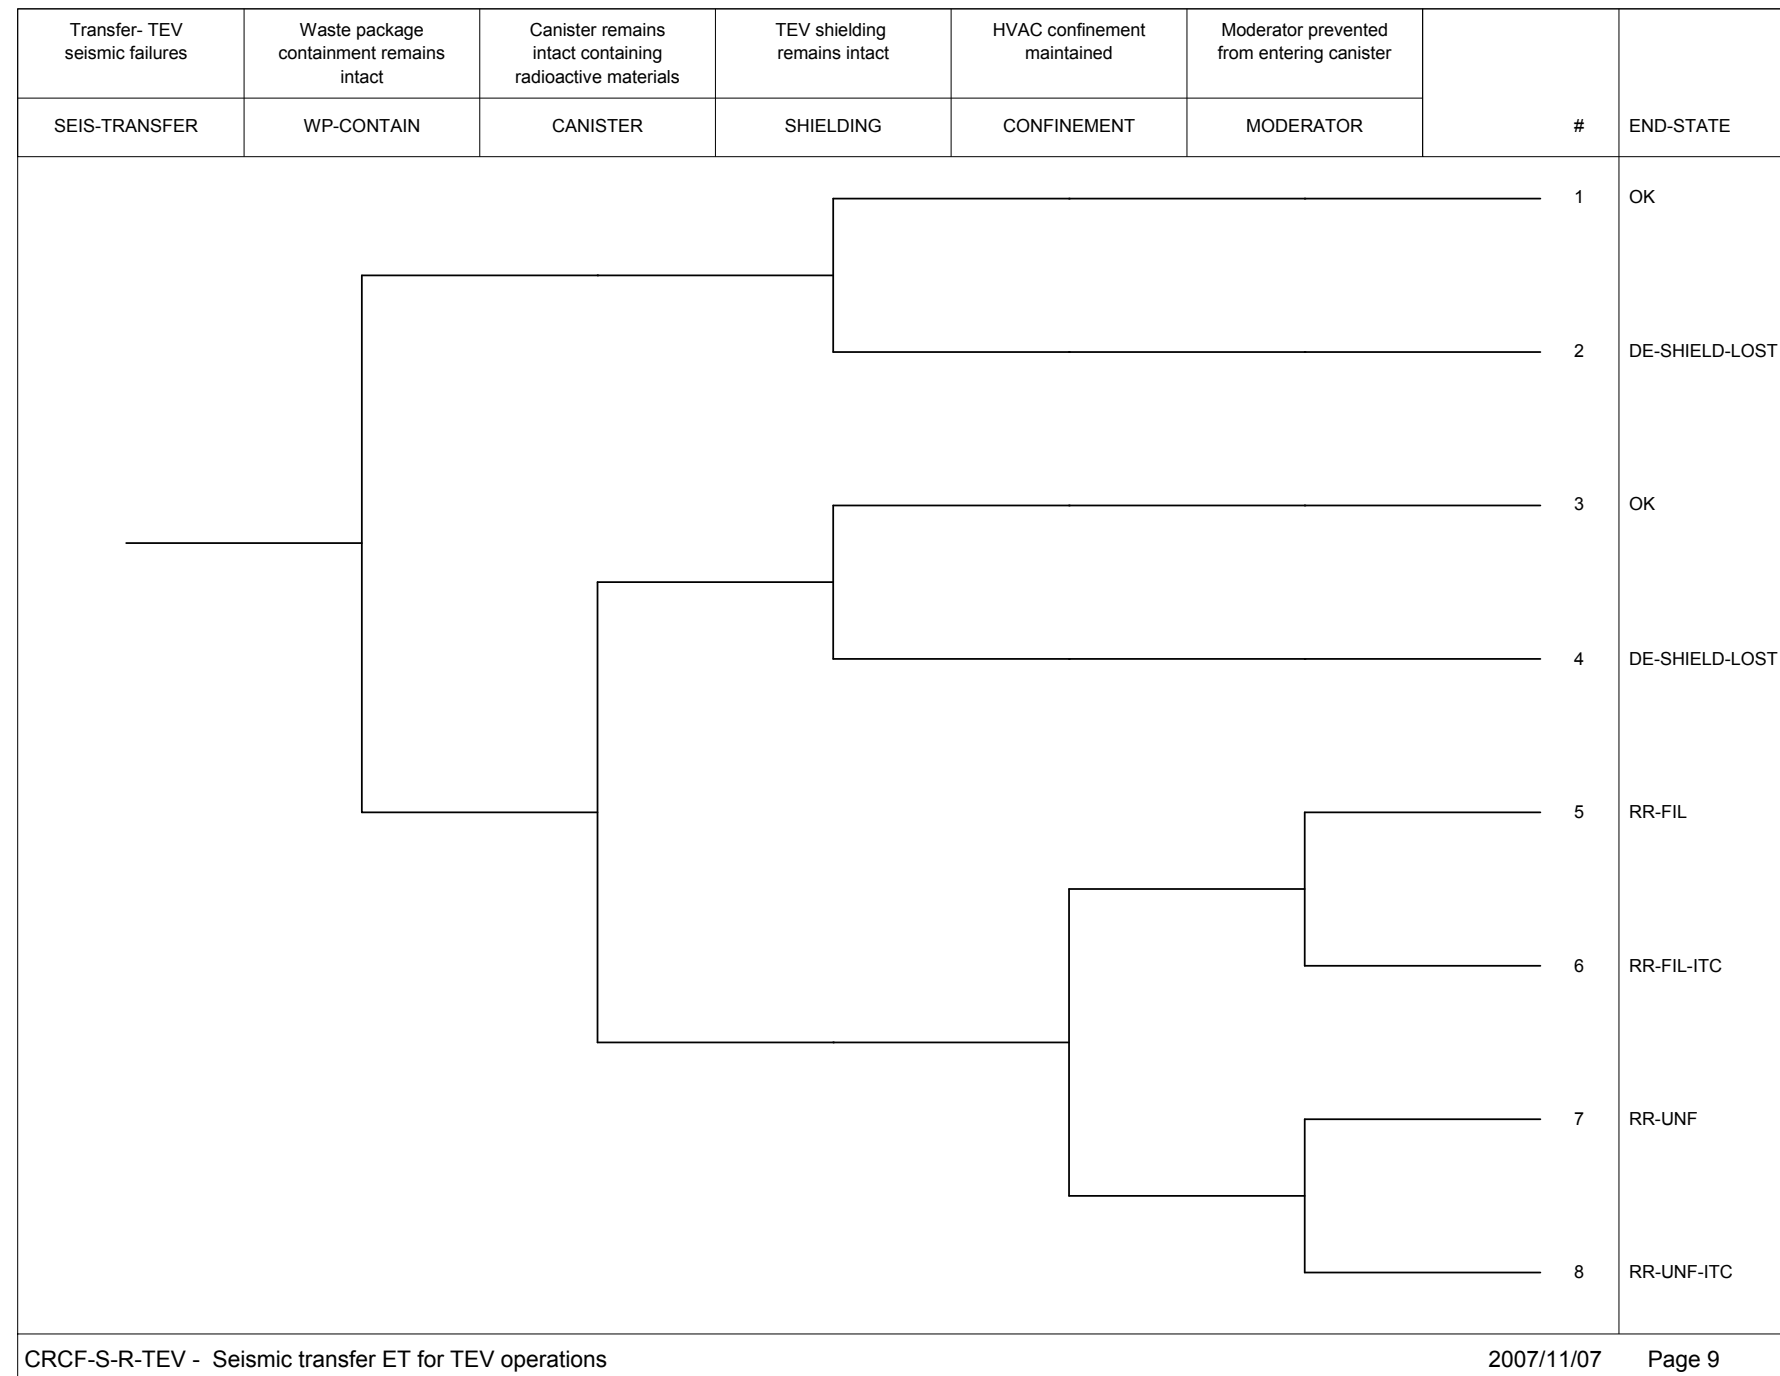 Transfer- TEV
seismic failures
Waste package
containment remains
intact
Canister remains
intact containing
radioactive materials
TEV shielding
remains intact
HVAC confinement
maintained
Moderator prevented
from entering canister
SEIS-TRANSFER
WP-CONTAIN
CANISTER
SHIELDING
CONFINEMENT
MODERATOR
#
END-STATE
1 OK
2 DE-SHIELD-LOST
3 OK
4 DE-SHIELD-LOST
5 RR-FIL
6 RR-FIL-ITC
7 RR-UNF
8 RR-UNF-ITC
CRCF-S-R-TEV - Seismic transfer ET for TEV operations
2007/11/07 Page 9